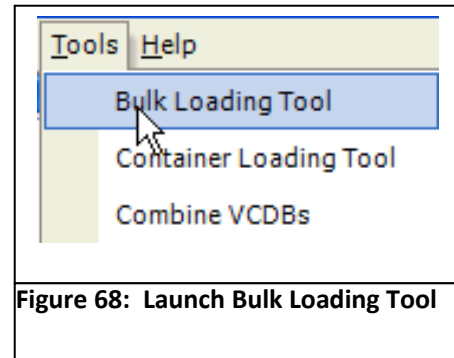 Tools Help
Bulk Loading Tool
Container Loading Tool
Combine VCDBs
Figure 68: Launch Bulk Loading Tool